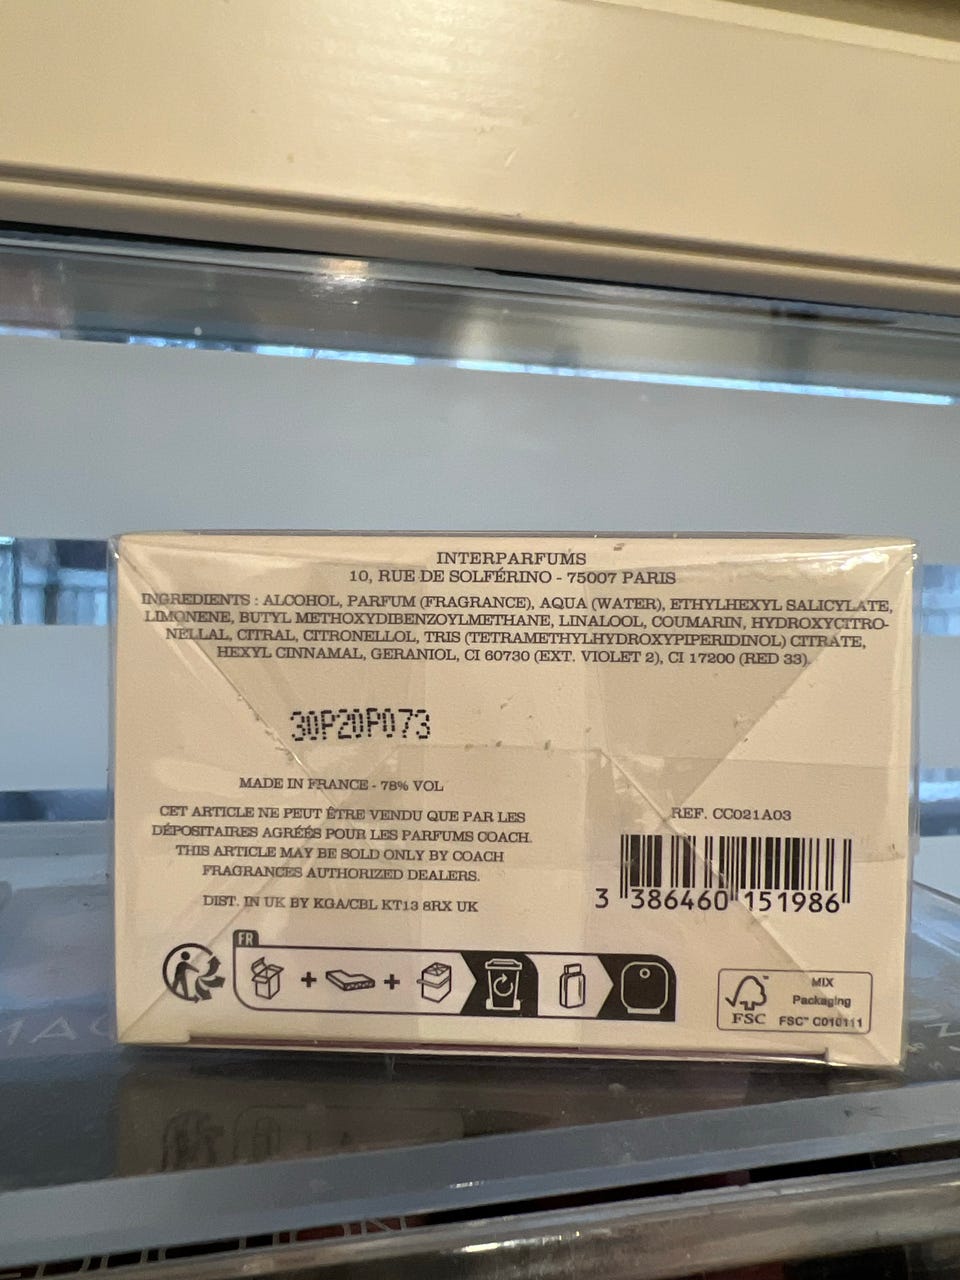 INTERPARFUMS
10, RUE DE SOLFÉRINO - 75007 PARIS
INGREDIENTS : ALCOHOL, PARFUM (FRAGRANCE), AQUA (WATER), ETHYLHEXYL SALICYLATE,
LIMONENE, BUTYL METHOXYDIBENZOYLMETHANE, LINALOOL, COUMARIN, HYDROXYCITRO-
NELLAL, CITRAL, CITRONELLOL, TRIS (TETRAMETHYLHYDROXYPIPERIDINOL) CITRATE,
HEXYL CINNAMAL, GERANIOL, CI 60730 (EXT. VIOLET 2), CI 17200 (RED 33).
30P20P073
MADE IN FRANCE - 78% VOL
CET ARTICLE NE PEUT ÊTRE VENDU QUE PAR LES
DÉPOSITAIRES AGRÉÉS POUR LES PARFUMS COACH.
THIS ARTICLE MAY BE SOLD ONLY BY COACH
FRAGRANCES AUTHORIZED DEALERS.
DIST. IN UK BY KGA/CBL KT13 8RX UK
REF. CC021A03
3 386460 151986
FR
FSC
MIX
Packaging
FSC™ C010111